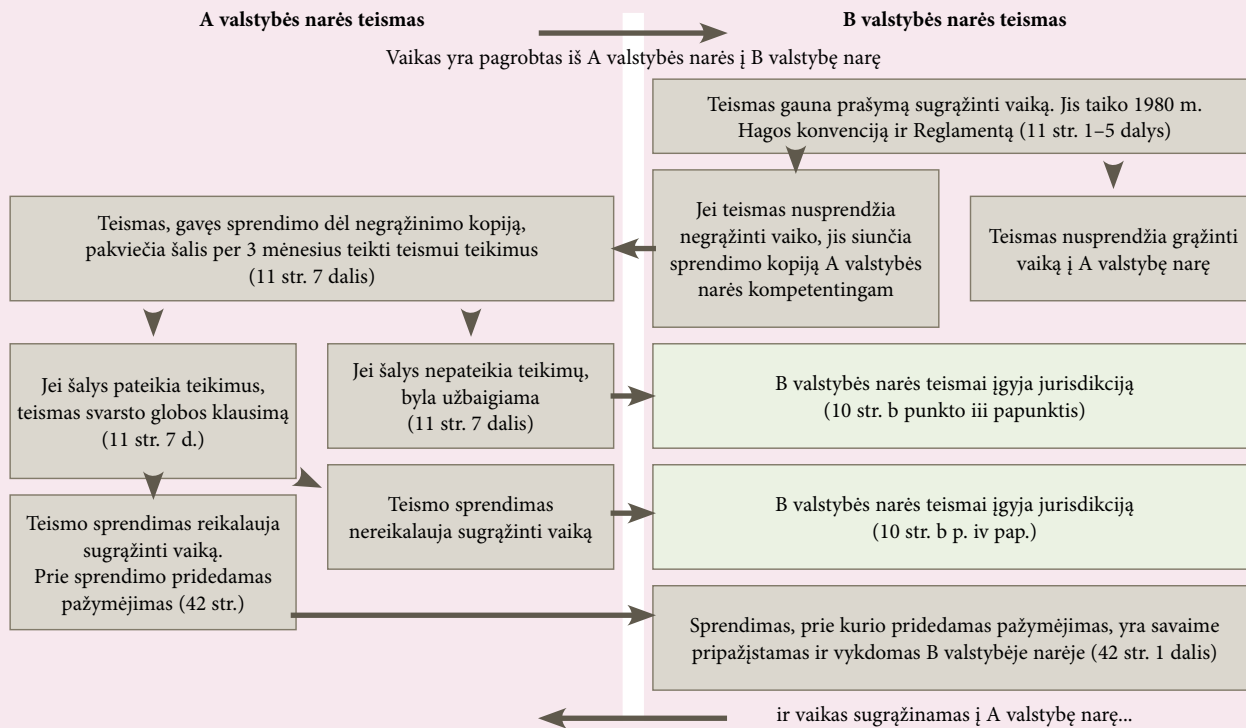 A valstybės narės teismas
B valstybės narės teismas
Vaikas yra pagrobtas iš A valstybės narės į B valstybę narę
Teismas gauna prašymą sugrąžinti vaiką. Jis taiko 1980 m.
Hagos konvenciją ir Reglamentą (11 str. 1–5 dalys)
Jei teismas nusprendžia
negrąžinti vaiko, jis siunčia
sprendimo kopiją A valstybės
narės kompetentingam
Teismas nusprendžia grąžinti
vaiką į A valstybę narę
Teismas, gavęs sprendimo dėl negrąžinimo kopiją,
pakviečia šalis per 3 mėnesius teikti teismui teikimus
(11 str. 7 dalis)
Jei šalys pateikia teikimus,
teismas svarsto globos klausimą
(11 str. 7 d.)
Jei šalys nepateikia teikimų,
byla užbaigiama
(11 str. 7 dalis)
B valstybės narės teismai įgyja jurisdikciją
(10 str. b punkto iii papunktis)
Teismo sprendimas reikalauja
sugrąžinti vaiką.
Prie sprendimo pridedamas
pažymėjimas (42 str.)
Teismo sprendimas
nereikalauja sugrąžinti vaiką
B valstybės narės teismai įgyja jurisdikciją
(10 str. b p. iv pap.)
Sprendimas, prie kurio pridedamas pažymėjimas, yra savaime
pripažįstamas ir vykdomas B valstybėje narėje (42 str. 1 dalis)
ir vaikas sugrąžinamas į A valstybę narę...